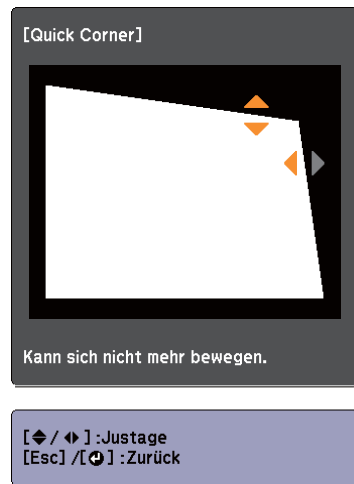 [Quick Corner]
Kann sich nicht mehr bewegen.
[ / ] :Justage
[Esc] /[ ] :Zurück